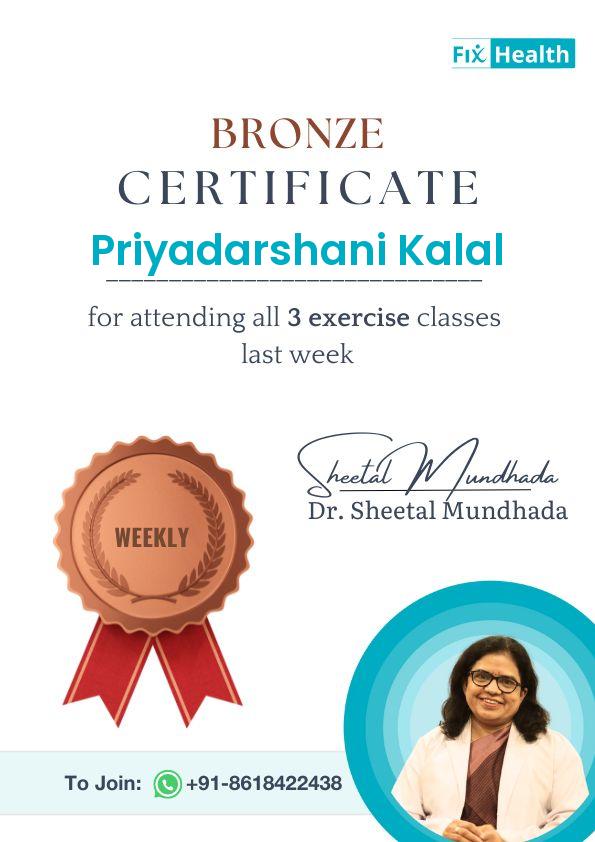 Fix Health
BRONZE
CERTIFICATE
Priyadarshani Kalal
for attending all 3 exercise classes
last week
WEEKLY
Sheetal Mundhada
Dr. Sheetal Mundhada
To Join: +91-8618422438